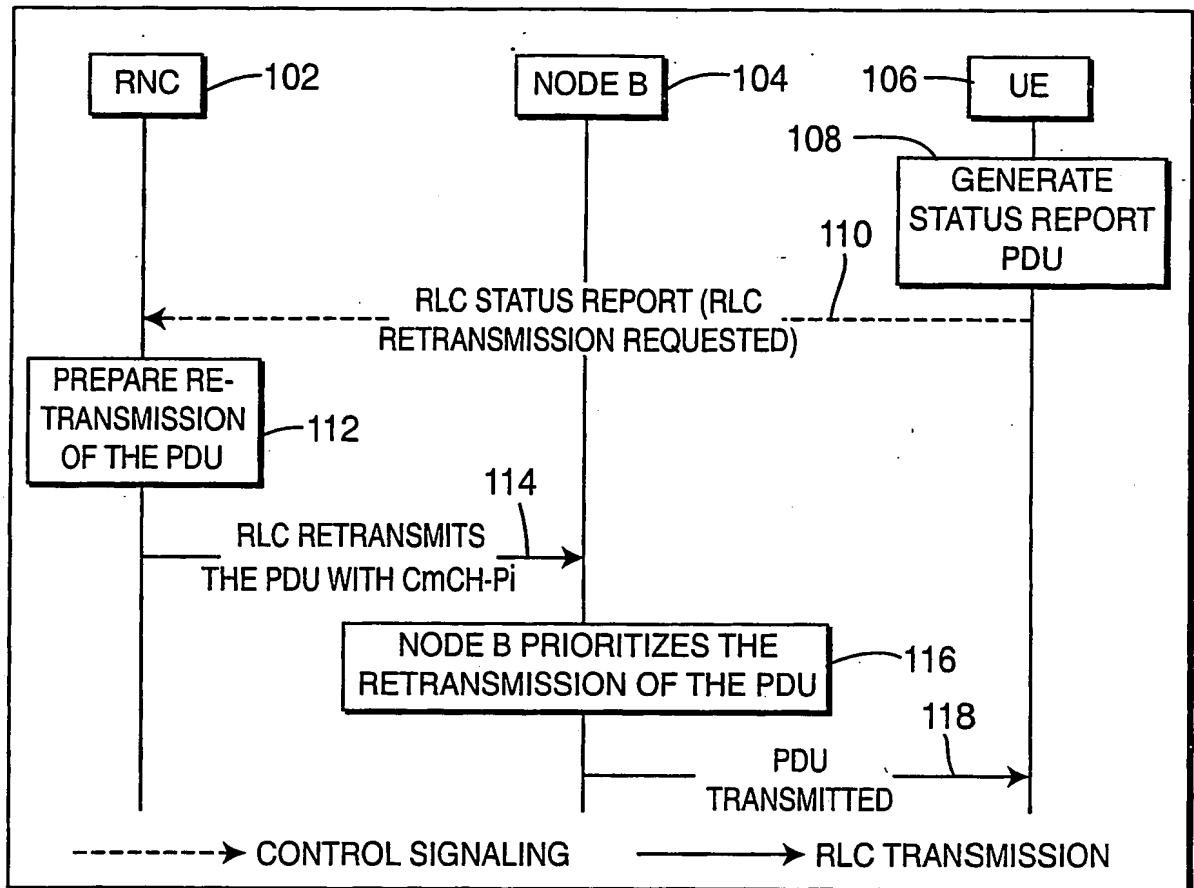 RNC
102
NODE B
104
106
UE
108
GENERATE
STATUS REPORT
PDU
110
RLC STATUS REPORT (RLC
RETRANSMISSION REQUESTED)
PREPARE RE-
TRANSMISSION
OF THE PDU
112
114
RLC RETRANSMITS
THE PDU WITH CmCH-Pi
NODE B PRIORITIZES THE
RETRANSMISSION OF THE PDU
116
118
PDU
TRANSMITTED
CONTROL SIGNALING
RLC TRANSMISSION